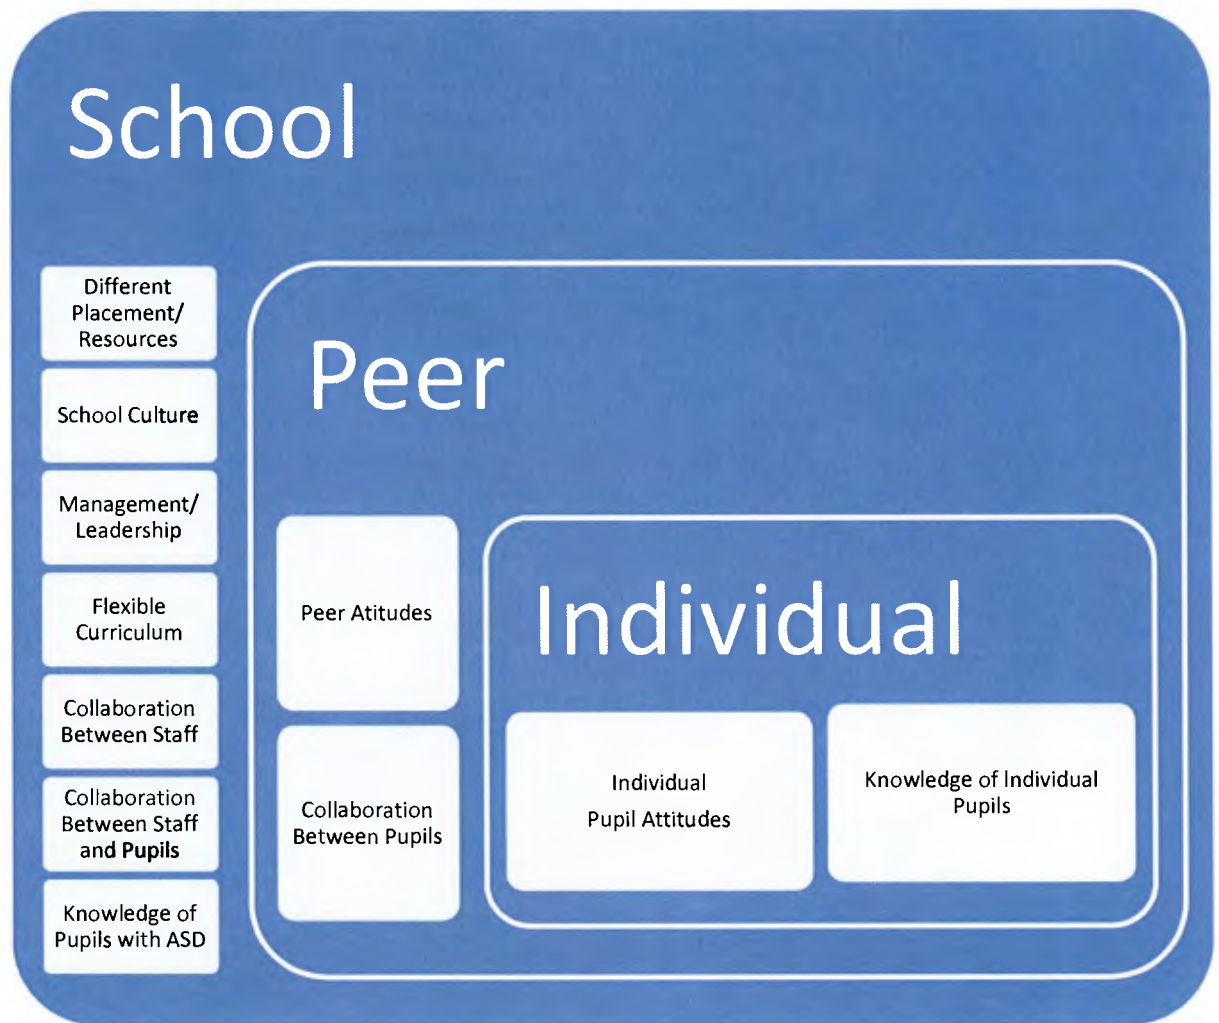 School
Different
Placement/
Resources
School Culture
Management/
Leadership
Flexible
Curriculum
Collaboration
Between Staff
Collaboration
Between Staff
and Pupils
Knowledge of
Pupils with ASD
Peer
Peer Atitudes
Collaboration
Between Pupils
Individual
Individual
Pupil Attitudes
Knowledge of Individual
Pupils